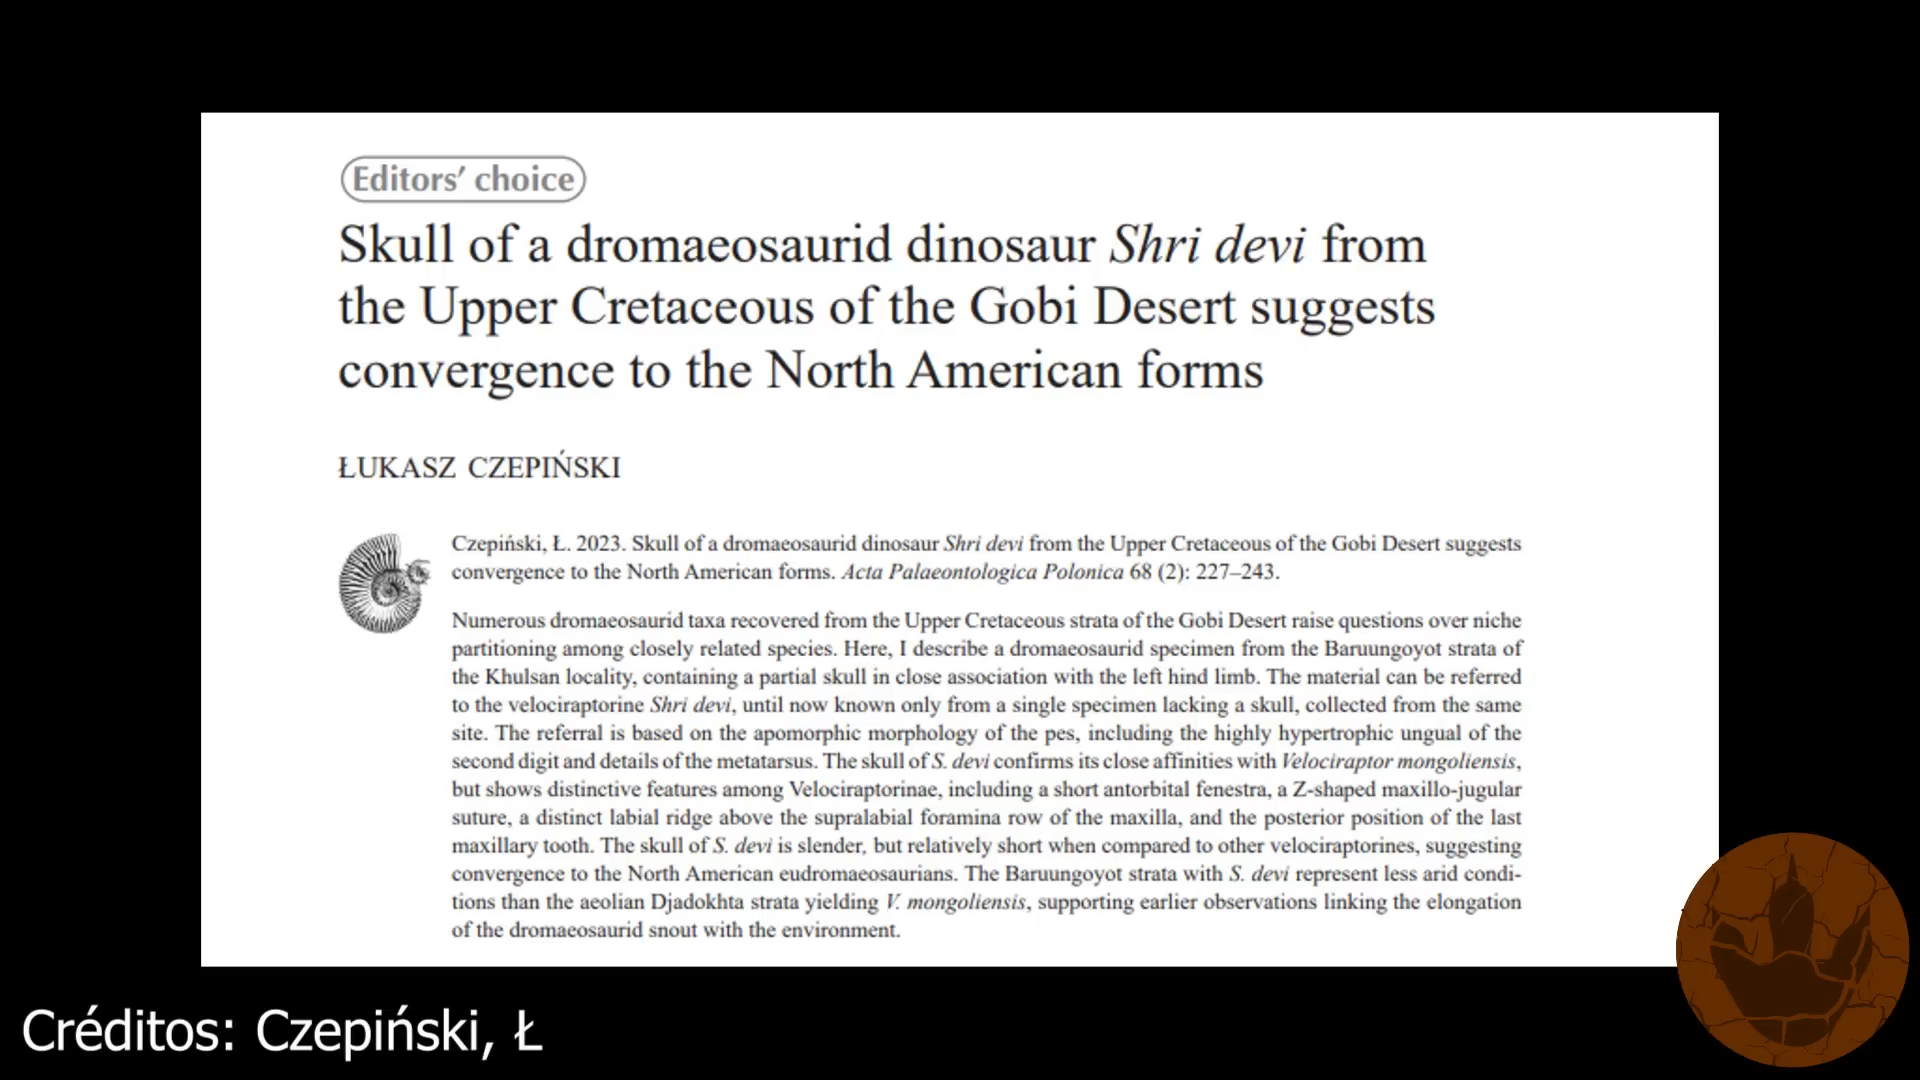 Editors’ choice
Skull of a dromaeosaurid dinosaur Shri devi from
the Upper Cretaceous of the Gobi Desert suggests
convergence to the North American forms
ŁUKASZ CZEPIŃSKI
Czepiński, Ł. 2023. Skull of a dromaeosaurid dinosaur Shri devi from the Upper Cretaceous of the Gobi Desert suggests
convergence to the North American forms. Acta Palaeontologica Polonica 68 (2): 227–243.
Numerous dromaeosaurid taxa recovered from the Upper Cretaceous strata of the Gobi Desert raise questions over niche
partitioning among closely related species. Here, I describe a dromaeosaurid specimen from the Baruungoyot strata of
the Khulsan locality, containing a partial skull in close association with the left hind limb. The material can be referred
to the velociraptorine Shri devi, until now known only from a single specimen lacking a skull, collected from the same
site. The referral is based on the apomorphic morphology of the pes, including the highly hypertrophic ungual of the
second digit and details of the metatarsus. The skull of S. devi confirms its close affinities with Velociraptor mongoliensis,
but shows distinctive features among Velociraptorinae, including a short antorbital fenestra, a Z-shaped maxillo-jugular
suture, a distinct labial ridge above the supralabial foramina row of the maxilla, and the posterior position of the last
maxillary tooth. The skull of S. devi is slender, but relatively short when compared to other velociraptorines, suggesting
convergence to the North American eudromaeosaurians. The Baruungoyot strata with S. devi represent less arid condi-
tions than the aeolian Djadokhta strata yielding V. mongoliensis, supporting earlier observations linking the elongation
of the dromaeosaurid snout with the environment.
Créditos: Czepiński, Ł